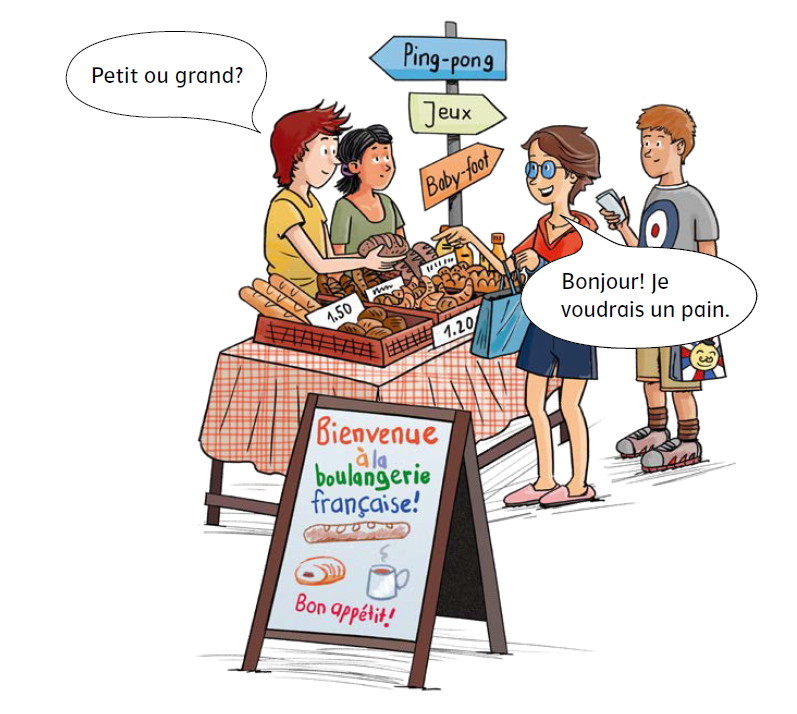 Petit ou grand?
Ping-pong
Jeux
Baby-foot
Bonjour! Je
voudrais un pain.
1.50
1.20
Bienvenue
à la
boulangerie
française!
Bon appétit!